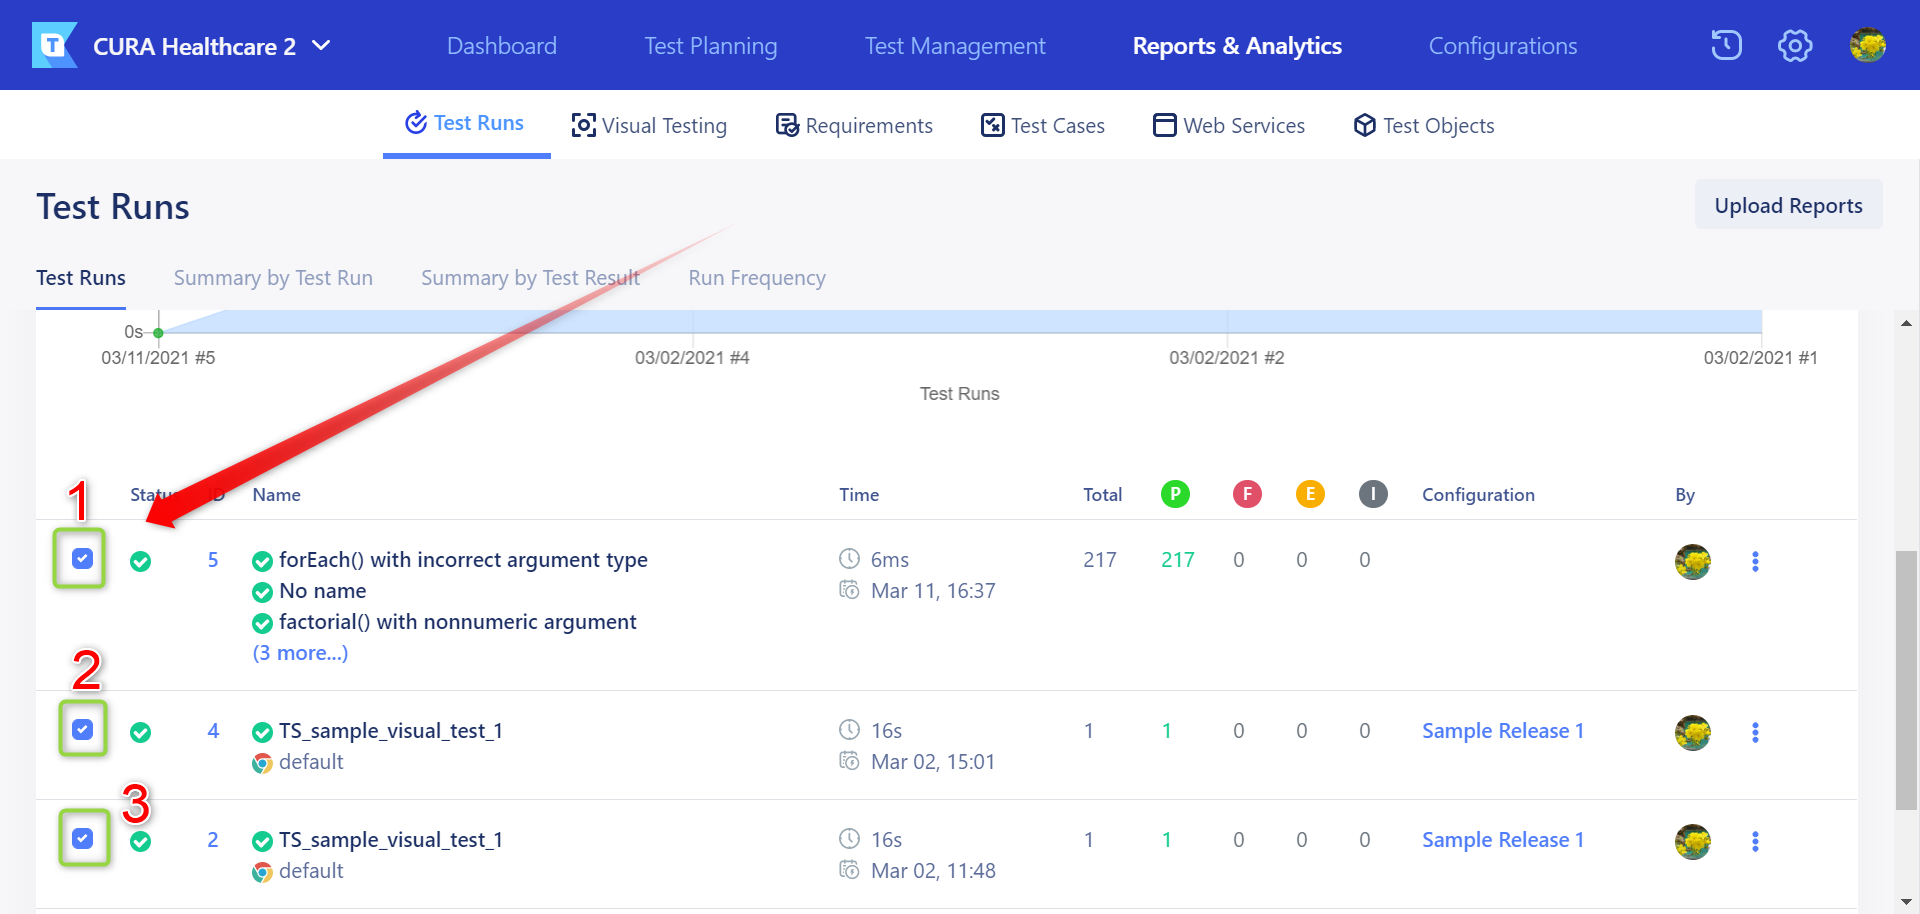 T CURA Healthcare 2 Dashboard Test Planning Test Management Reports & Analytics Configurations
Test Runs Visual Testing Requirements Test Cases Web Services Test Objects
Test Runs Upload Reports
Test Runs Summary by Test Run Summary by Test Result Run Frequency
0s
03/11/2021 #5 03/02/2021 #4 03/02/2021 #2 03/02/2021 #1
Test Runs
1
Status ID Name Time Total P F E I Configuration By
5 forEach() with incorrect argument type 6ms 217 217 0 0 0
No name Mar 11, 16:37
factorial() with nonnumeric argument
(3 more...)
2
4 TS_sample_visual_test_1 16s 1 1 0 0 0 Sample Release 1
default Mar 02, 15:01
3
2 TS_sample_visual_test_1 16s 1 1 0 0 0 Sample Release 1
default Mar 02, 11:48